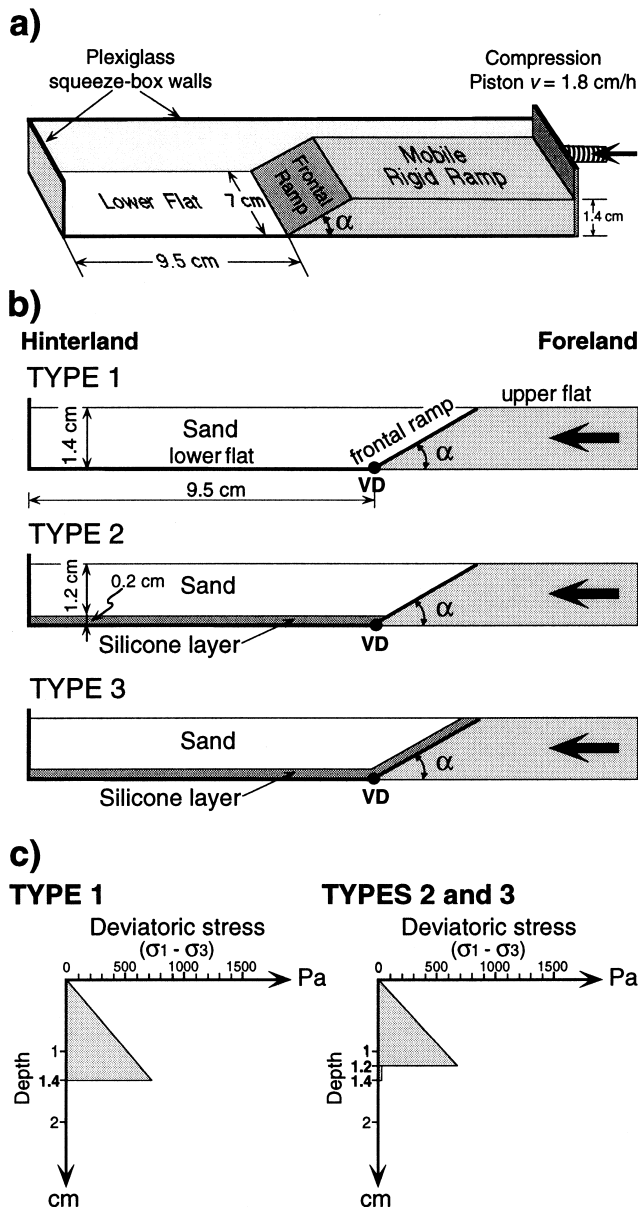 a)
Plexiglass
squeeze-box walls
Compression
Piston v = 1.8 cm/h
Mobile
Rigid Ramp
Frontal
Ramp
Lower Flat
7 cm
α
1.4 cm
9.5 cm
b)
Hinterland
Foreland
TYPE 1
upper flat
1.4 cm
Sand
lower flat
frontal ramp
α
VD
9.5 cm
TYPE 2
1.2 cm
0.2 cm
Sand
α
Silicone layer
VD
TYPE 3
Sand
α
Silicone layer
VD
c)
TYPE 1
Deviatoric stress
(σ1 - σ3)
0 500 1000 1500
Pa
Depth
1
1.4
2
cm
TYPES 2 and 3
Deviatoric stress
(σ1 - σ3)
0 500 1000 1500
Pa
Depth
1
1.2
1.4
2
cm